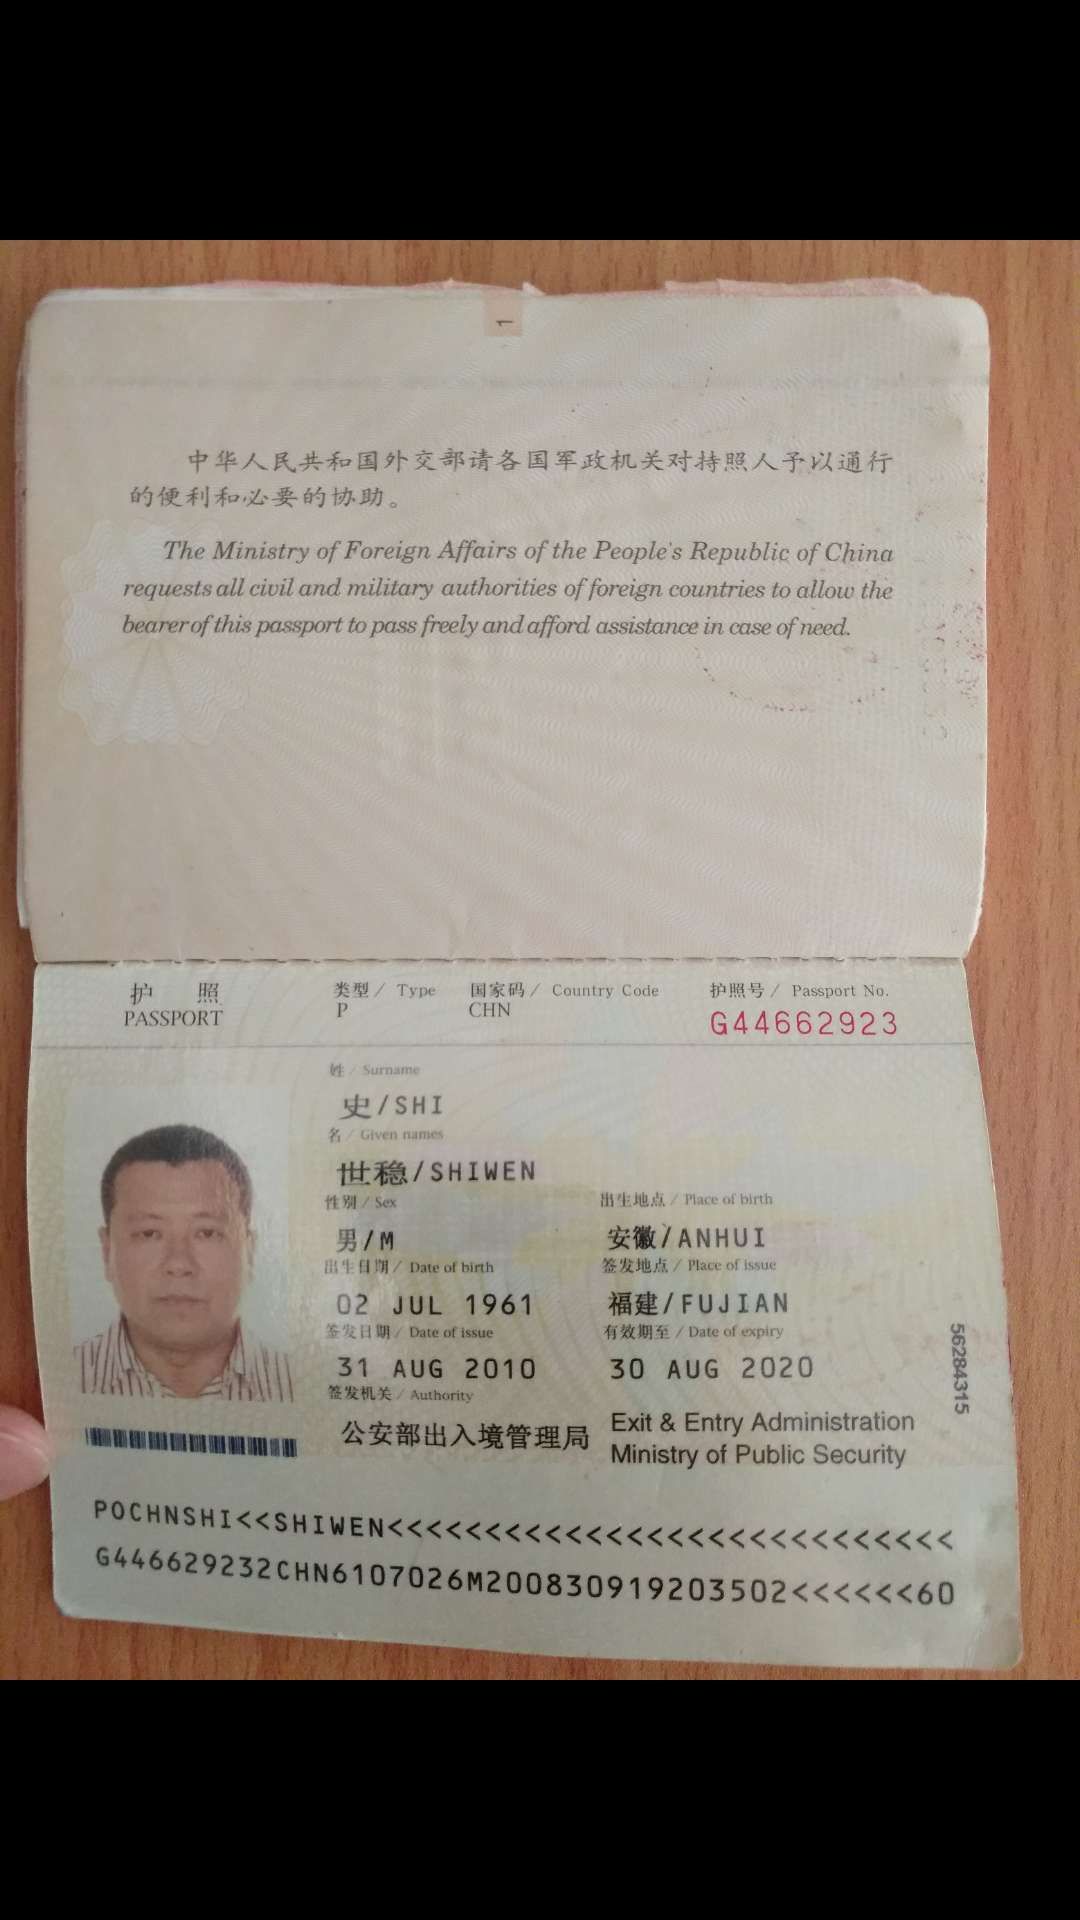 1
中华人民共和国外交部请各国军政机关对持照人予以通行
的便利和必要的协助。
The Ministry of Foreign Affairs of the People's Republic of China
requests all civil and military authorities of foreign countries to allow the
bearer of this passport to pass freely and afford assistance in case of need.
护 照 类型 / Type 国家码 / Country Code 护照号 / Passport No.
PASSPORT P CHN G44662923
姓 / Surname
史/SHI
名 / Given names
世稳/SHIWEN
性别 / Sex 出生地点 / Place of birth
男/M 安徽/ANHUI
出生日期 / Date of birth 签发地点 / Place of issue
02 JUL 1961 福建/FUJIAN
签发日期 / Date of issue 有效期至 / Date of expiry
31 AUG 2010 30 AUG 2020
签发机关 / Authority
公安部出入境管理局 Exit & Entry Administration
Ministry of Public Security
56284315
POCHNSHI<<SHIWEN<<<<<<<<<<<<<<<<<<<<<<<<<<<<
G446629232CHN6107026M200830919203502<<<<<<60